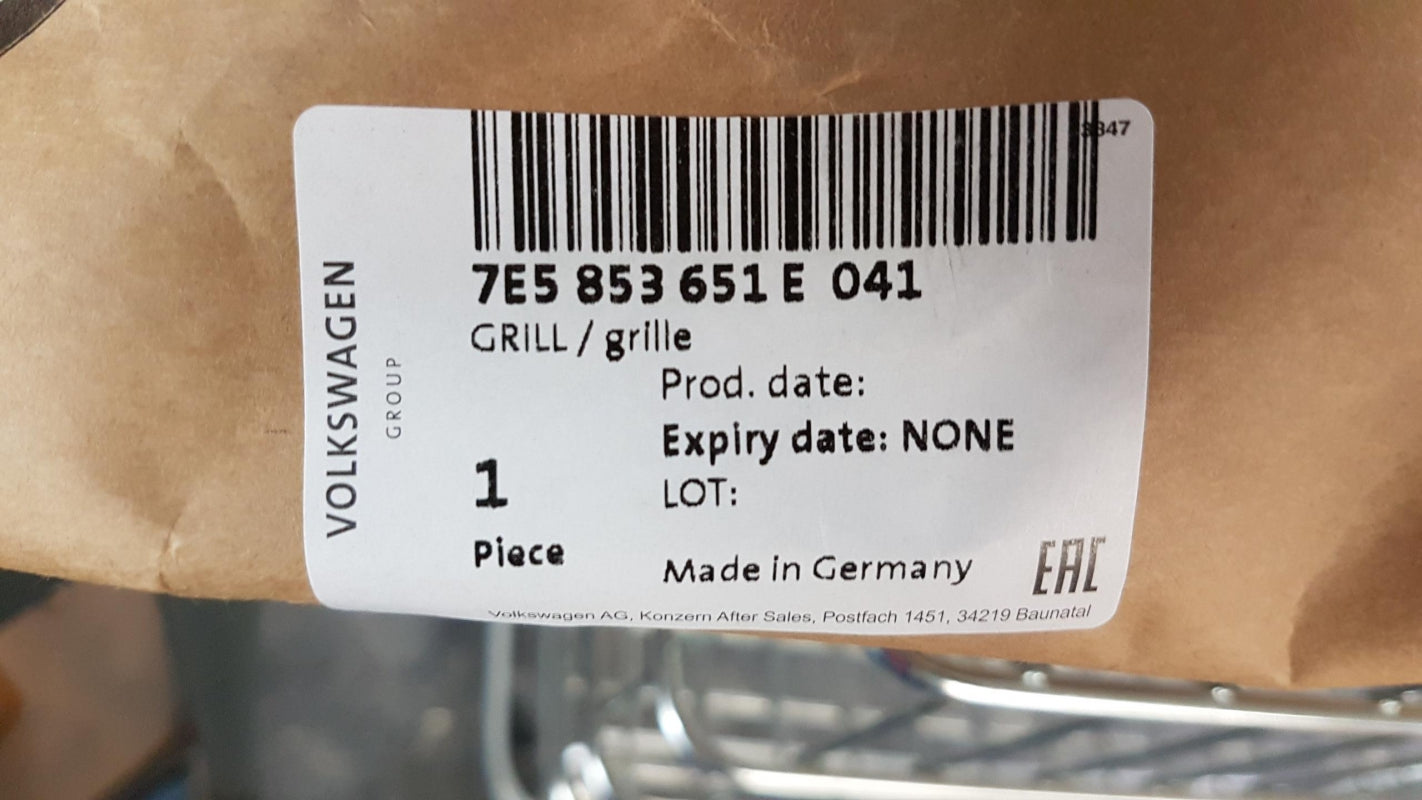 3347
7E5 853 651 E 041
GRILL / grille
Prod. date:
Expiry date: NONE
LOT:
1
Piece
Made in Germany
EAC
Volkswagen AG, Konzern After Sales, Postfach 1451, 34219 Baunatal
VOLKSWAGEN
GROUP